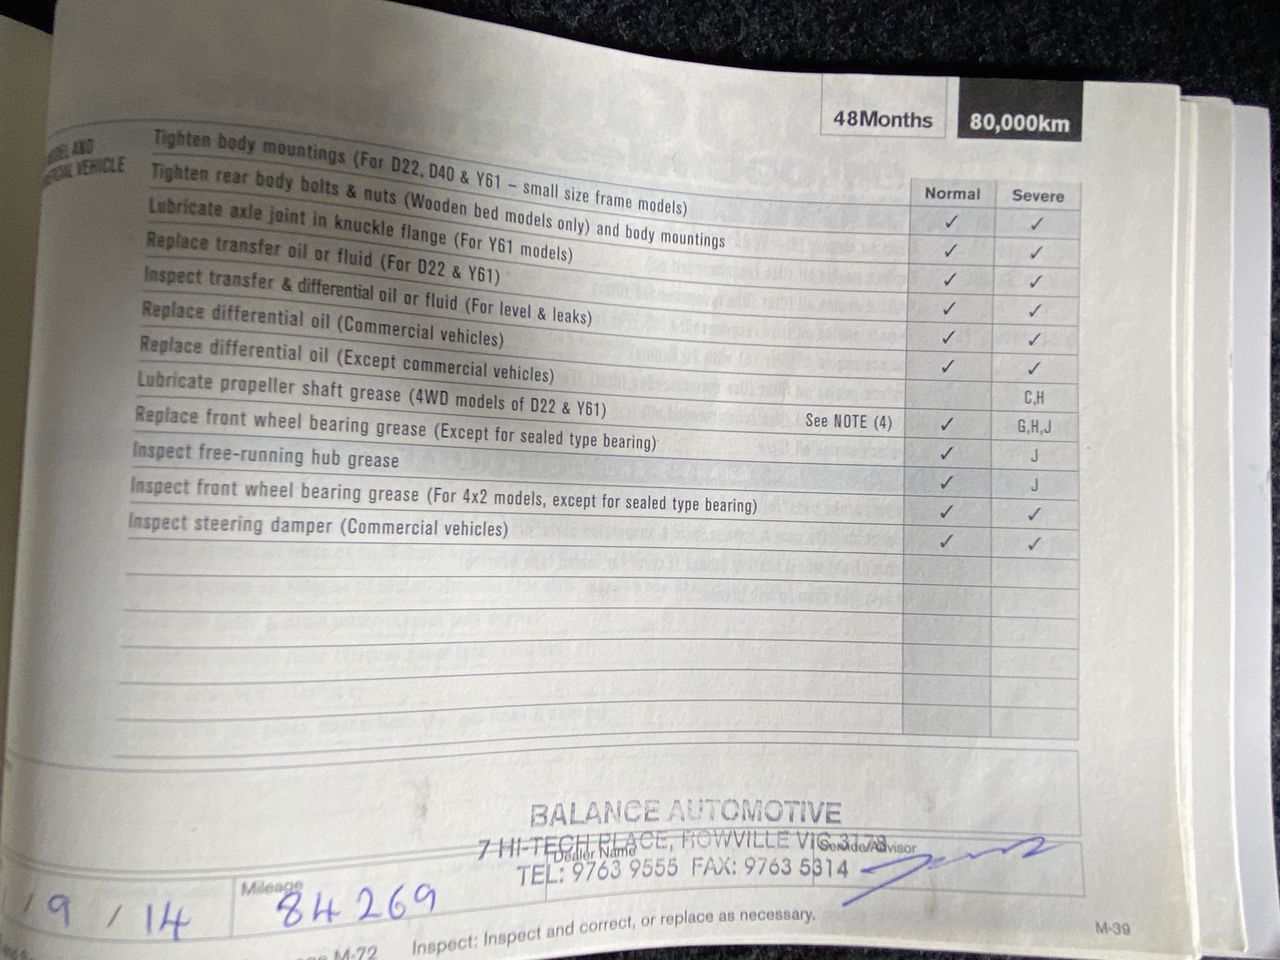 48Months 80,000km
Normal Severe
AND
VEHICLE
Tighten body mountings (For D22, D40 & Y61 – small size frame models) ✓ ✓
Tighten rear body bolts & nuts (Wooden bed models only) and body mountings ✓ ✓
Lubricate axle joint in knuckle flange (For Y61 models) ✓ ✓
Replace transfer oil or fluid (For D22 & Y61) ✓ ✓
Inspect transfer & differential oil or fluid (For level & leaks) ✓ ✓
Replace differential oil (Commercial vehicles) ✓ ✓
Replace differential oil (Except commercial vehicles) C,H
Lubricate propeller shaft grease (4WD models of D22 & Y61) See NOTE (4) ✓ G,H,J
Replace front wheel bearing grease (Except for sealed type bearing) ✓ J
Inspect free-running hub grease ✓ J
Inspect front wheel bearing grease (For 4x2 models, except for sealed type bearing) ✓ ✓
Inspect steering damper (Commercial vehicles) ✓ ✓
BALANCE AUTOMOTIVE
7 HI-TECH PLACE, ROWVILLE VIC 3178
Dealer Name
TEL: 9763 9555 FAX: 9763 5314
/ 9 / 14
Mileage
84 269
M-72 Inspect: Inspect and correct, or replace as necessary.
M-39